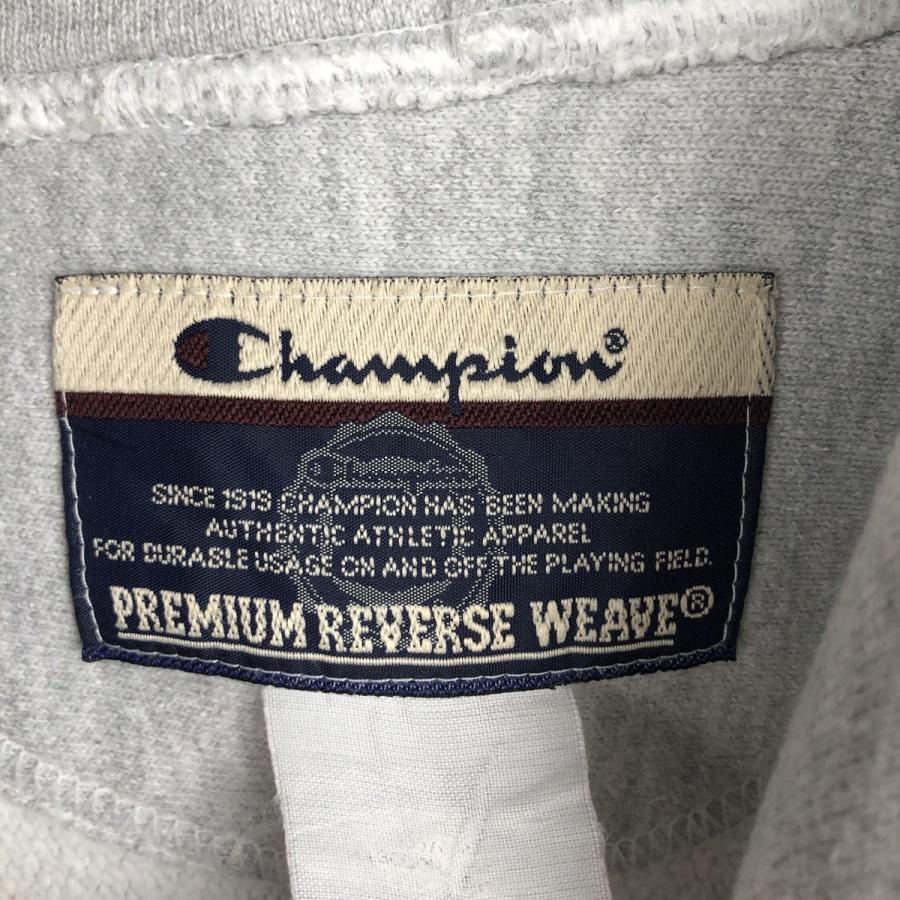 Champion®
SINCE 1919 CHAMPION HAS BEEN MAKING
AUTHENTIC ATHLETIC APPAREL
FOR DURABLE USAGE ON AND OFF THE PLAYING FIELD.
PREMIUM REVERSE WEAVE®